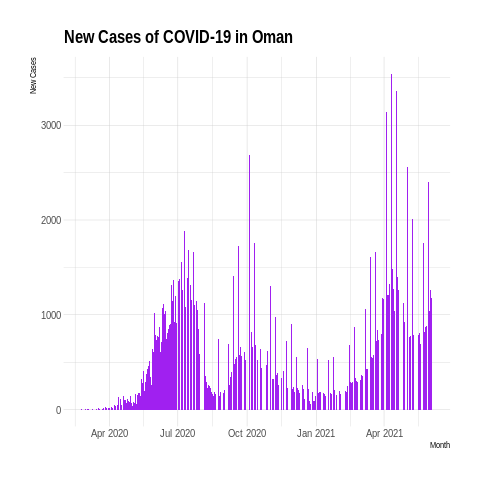 New Cases of COVID-19 in Oman
New Cases
3000
2000
1000
0
Apr 2020
Jul 2020
Oct 2020
Jan 2021
Apr 2021
Month